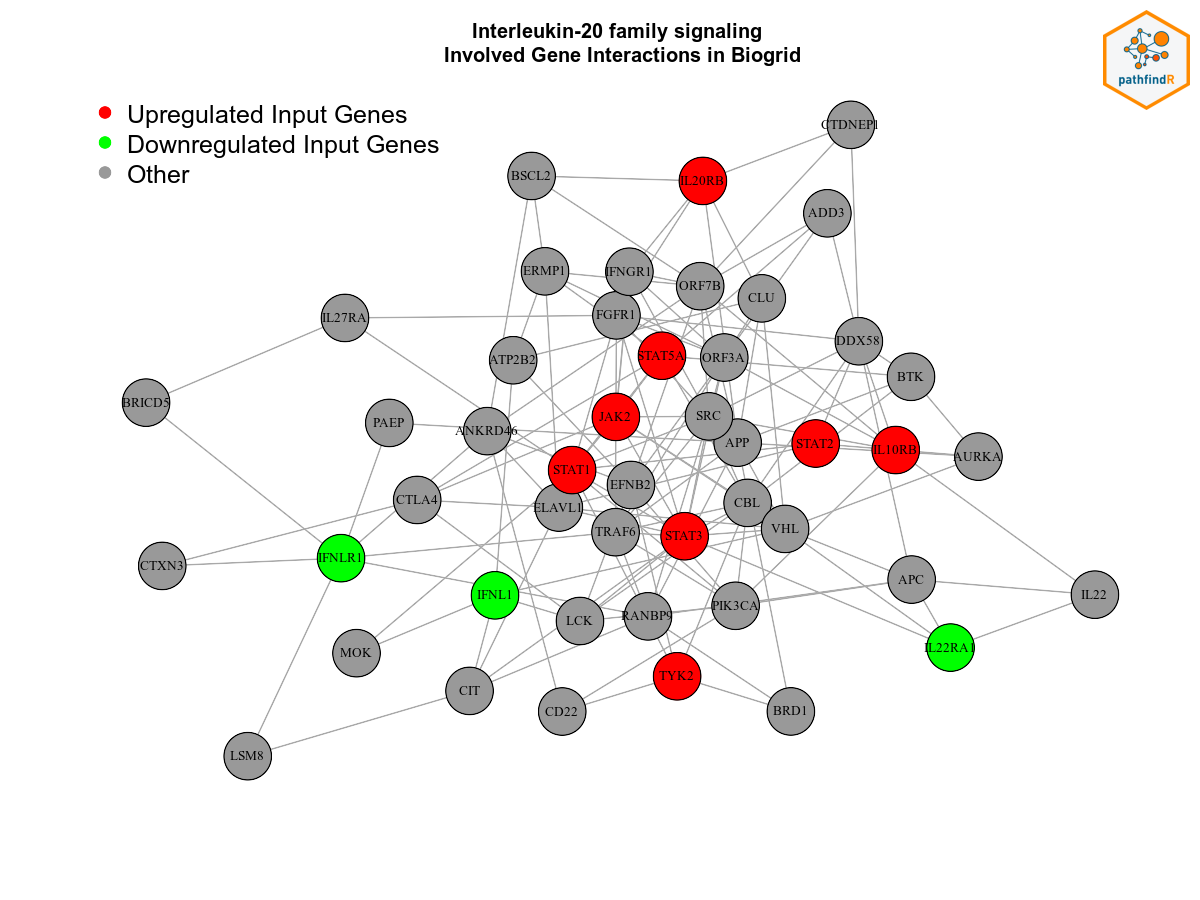 Interleukin-20 family signaling
Involved Gene Interactions in Biogrid
pathfindR
Upregulated Input Genes
Downregulated Input Genes
Other
CTDNEP1
BSCL2
IL20RB
ADD3
ERMP1
IFNGR1
ORF7B
CLU
IL27RA
FGFR1
DDX58
ATP2B2
STAT5A
ORF3A
BTK
BRICD5
PAEP
JAK2
SRC
ANKRD46
APP
STAT2
IL10RB
AURKA
STAT1
EFNB2
CTLA4
ELAVL1
CBL
TRAF6
STAT3
VHL
CTXN3
IFNLR1
APC
IFNL1
IL22
PIK3CA
LCK
RANBP9
MOK
IL22RA1
TYK2
CIT
CD22
BRD1
LSM8